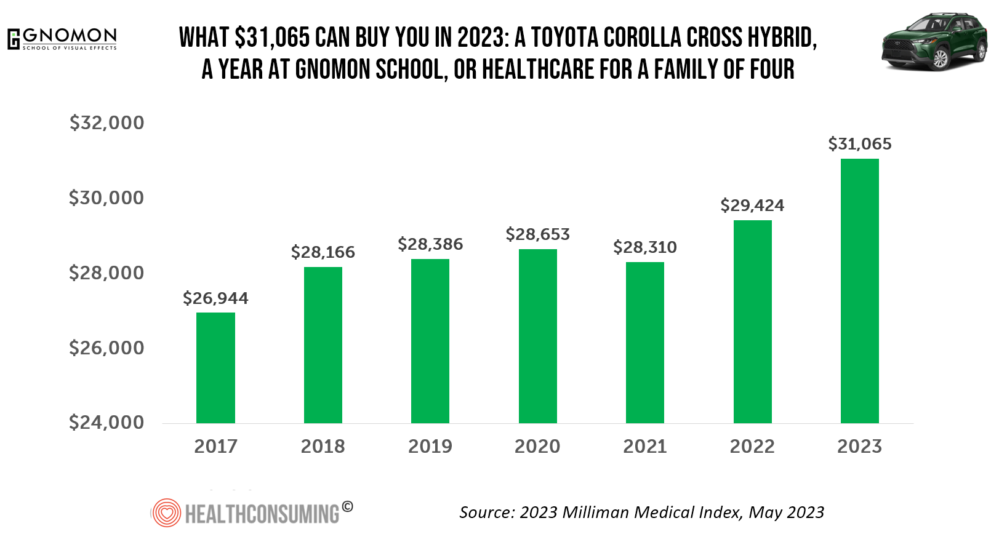 GNOMON
SCHOOL OF VISUAL EFFECTS
WHAT $31,065 CAN BUY YOU IN 2023: A TOYOTA COROLLA CROSS HYBRID,
A YEAR AT GNOMON SCHOOL, OR HEALTHCARE FOR A FAMILY OF FOUR
$32,000
$30,000
$28,000
$26,000
$24,000
$26,944
$28,166
$28,386
$28,653
$28,310
$29,424
$31,065
2017 2018 2019 2020 2021 2022 2023
HEALTHCONSUMING©
Source: 2023 Milliman Medical Index, May 2023